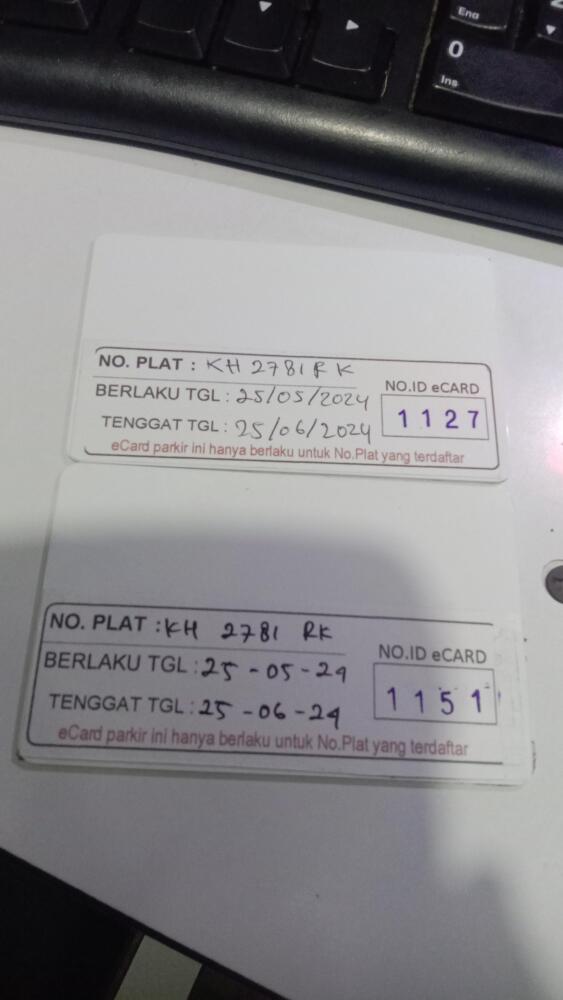 End
0
Ins
NO. PLAT : KH 2781 RK
BERLAKU TGL : 25/05/2024
TENGGAT TGL : 25/06/2024
NO.ID eCARD
1127
eCard parkir ini hanya berlaku untuk No.Plat yang terdaftar
NO. PLAT : KH 2781 RK
BERLAKU TGL : 25-05-24
TENGGAT TGL : 25-06-24
NO.ID eCARD
1151
eCard parkir ini hanya berlaku untuk No.Plat yang terdaftar